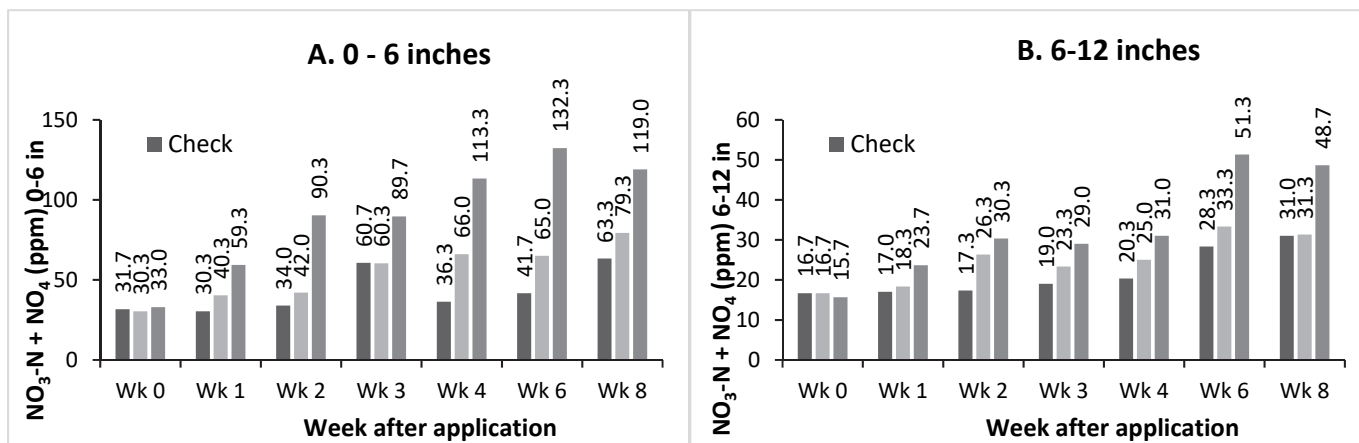 A. 0 - 6 inches
NO₃-N + NO₄ (ppm) 0-6 in
150
100
50
0
Check
31.7 30.3 33.0
30.3 40.3 59.3
34.0 42.0 90.3
60.7 60.3 89.7
36.3 66.0 113.3
41.7 65.0 132.3
63.3 79.3 119.0
Wk 0 Wk 1 Wk 2 Wk 3 Wk 4 Wk 6 Wk 8
Week after application
B. 6-12 inches
NO₃-N + NO₄ (ppm) 6-12 in
60
50
40
30
20
10
0
Check
16.7 16.7 15.7
17.0 18.3 23.7
17.3 26.3 30.3
19.0 23.3 29.0
20.3 25.0 31.0
28.3 33.3 51.3
31.0 31.3 48.7
Wk 0 Wk 1 Wk 2 Wk 3 Wk 4 Wk 6 Wk 8
Week after application